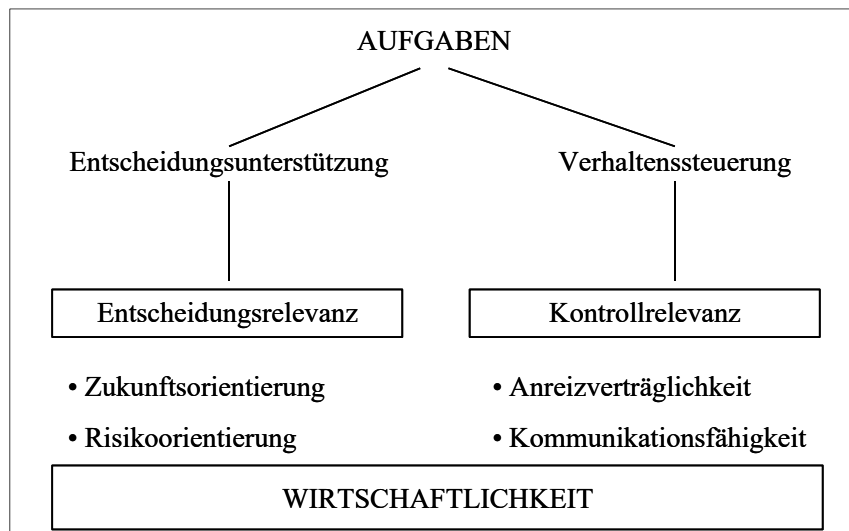 AUFGABEN
Entscheidungsunterstützung
Verhaltenssteuerung
Entscheidungsrelevanz
Kontrollrelevanz
• Zukunftsorientierung
• Anreizverträglichkeit
• Risikoorientierung
• Kommunikationsfähigkeit
WIRTSCHAFTLICHKEIT